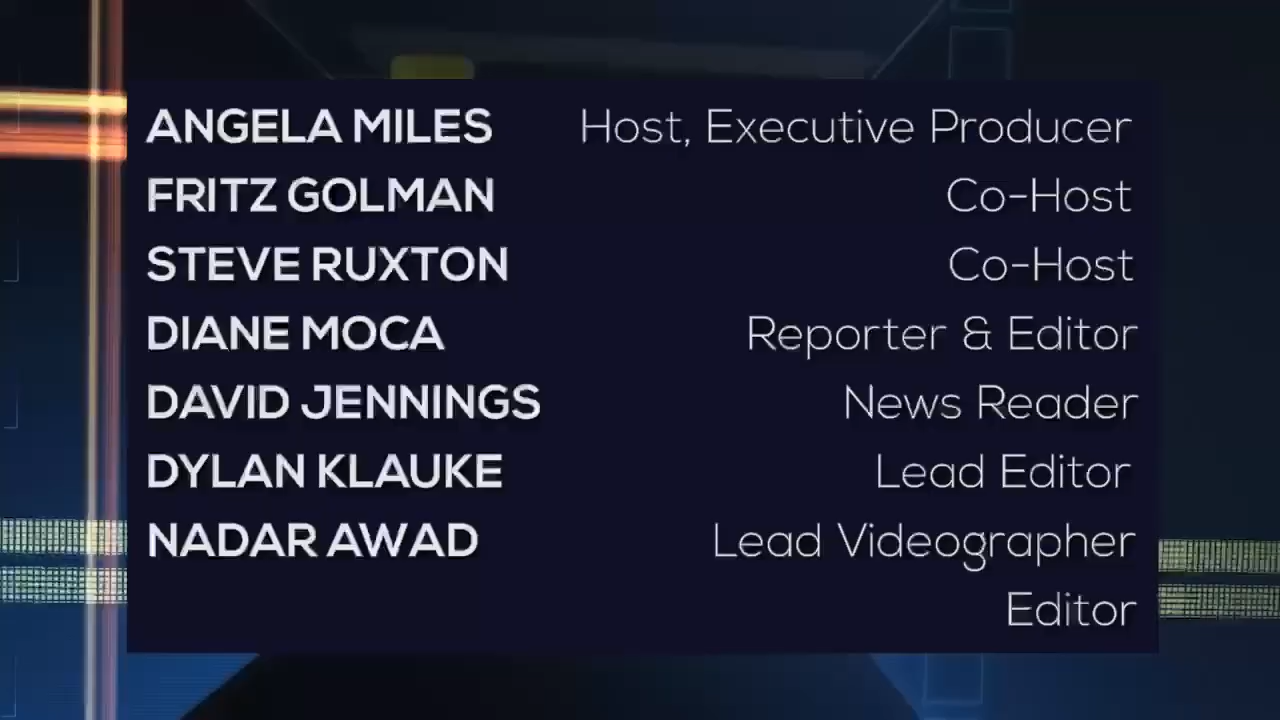 ANGELA MILES Host, Executive Producer
FRITZ GOLMAN Co-Host
STEVE RUXTON Co-Host
DIANE MOCA Reporter & Editor
DAVID JENNINGS News Reader
DYLAN KLAUKE Lead Editor
NADAR AWAD Lead Videographer
Editor